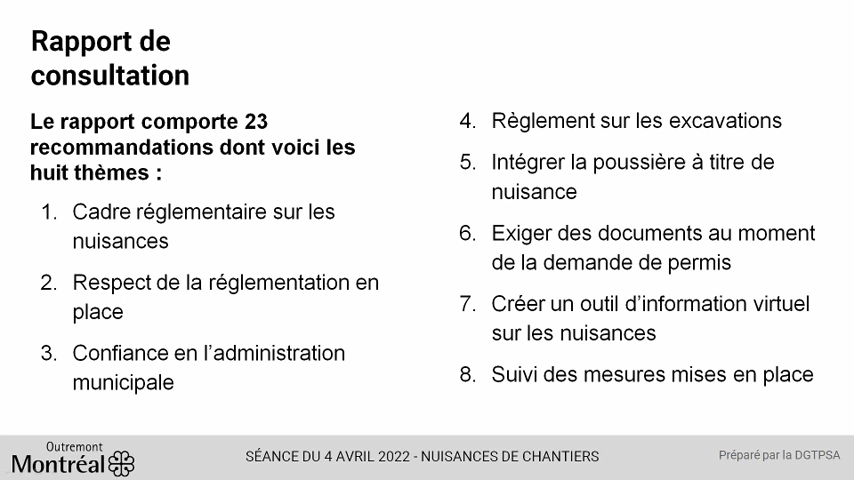 Rapport de
consultation
Le rapport comporte 23
recommandations dont voici les
huit thèmes :
1. Cadre réglementaire sur les
nuisances
2. Respect de la réglementation en
place
3. Confiance en l'administration
municipale
4. Règlement sur les excavations
5. Intégrer la poussière à titre de
nuisance
6. Exiger des documents au moment
de la demande de permis
7. Créer un outil d'information virtuel
sur les nuisances
8. Suivi des mesures mises en place
Outremont
Montréal
SÉANCE DU 4 AVRIL 2022 - NUISANCES DE CHANTIERS
Préparé par la DGTPSA